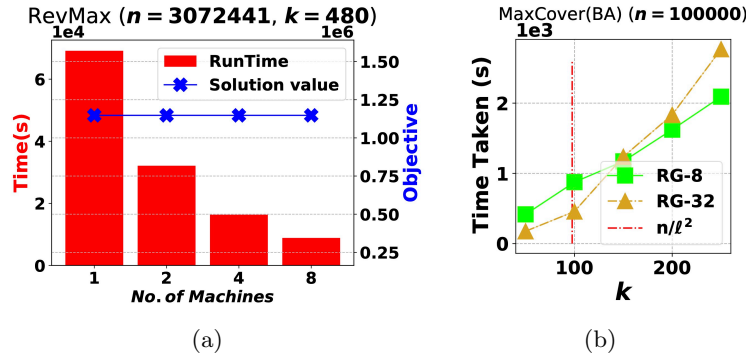 RevMax (n = 3072441, k = 480)
1e4
1e6
RunTime
Solution value
Time(s)
6
4
2
0
1.50
1.25
1.00
0.75
0.50
0.25
Objective
1 2 4 8
No. of Machines
(a)
MaxCover(BA) (n = 100000)
1e3
Time Taken (s)
2
1
0
RG-8
RG-32
n/ℓ²
100 200
k
(b)